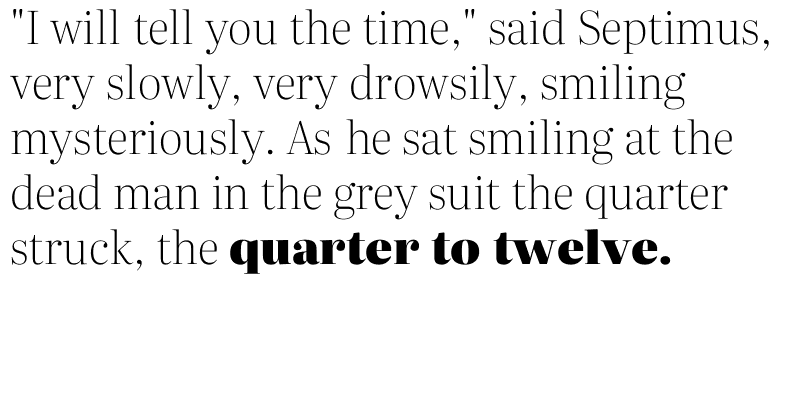 "I will tell you the time," said Septimus,
very slowly, very drowsily, smiling
mysteriously. As he sat smiling at the
dead man in the grey suit the quarter
struck, the quarter to twelve.